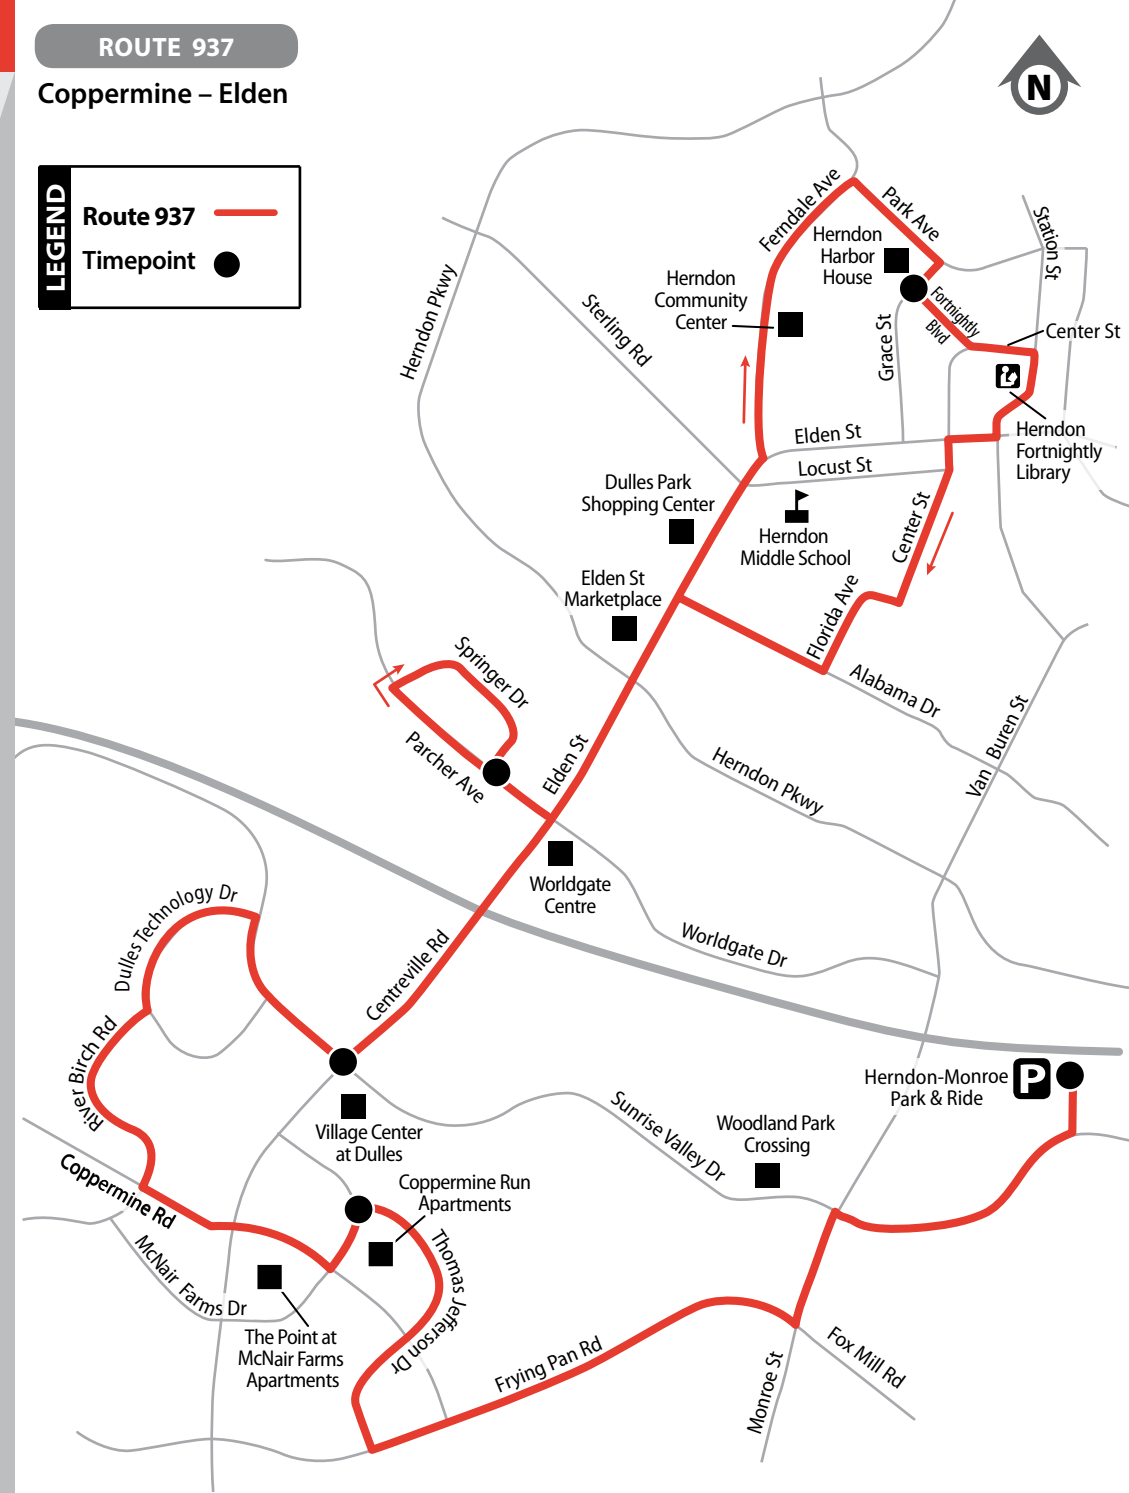 ROUTE 937
Coppermine – Elden
N
LEGEND
Route 937
Timepoint
Ferndale Ave
Park Ave
Station St
Herndon
Harbor
House
Herndon
Community
Center
Herndon Pkwy
Sterling Rd
Fortnightly
Blvd
Grace St
Center St
Herndon
Fortnightly
Library
Elden St
Locust St
Dulles Park
Shopping Center
Herndon
Middle School
Center St
Elden St
Marketplace
Florida Ave
Springer Dr
Alabama Dr
Parcher Ave
Elden St
Van Buren St
Herndon Pkwy
Worldgate
Centre
Dulles Technology Dr
Worldgate Dr
Centreville Rd
River Birch Rd
Herndon-Monroe
Park & Ride
P
Sunrise Valley Dr
Woodland Park
Crossing
Village Center
at Dulles
Coppermine Rd
Coppermine Run
Apartments
McNair Farms Dr
Thomas Jefferson Dr
The Point at
McNair Farms
Apartments
Frying Pan Rd
Fox Mill Rd
Monroe St